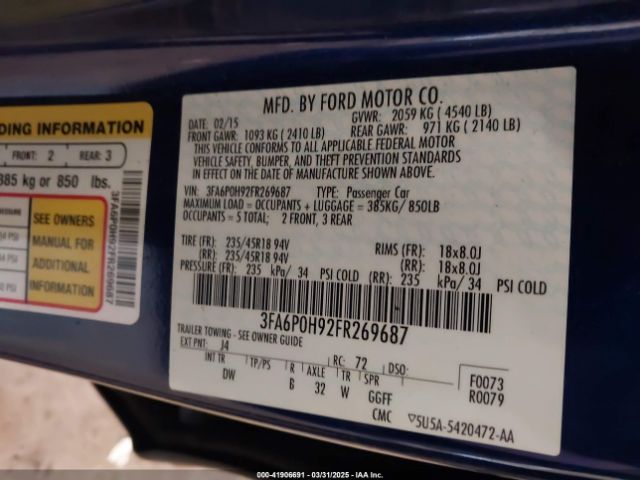 DING INFORMATION
FRONT: 2 REAR: 3
385 kg or 850 lbs.
SEE OWNERS
MANUAL FOR
ADDITIONAL
INFORMATION
3FA6P0H92FR269687
MFD. BY FORD MOTOR CO.
DATE: 02/15 GVWR: 2059 KG ( 4540 LB)
FRONT GAWR: 1093 KG ( 2410 LB) REAR GAWR: 971 KG ( 2140 LB)
THIS VEHICLE CONFORMS TO ALL APPLICABLE FEDERAL MOTOR
VEHICLE SAFETY, BUMPER, AND THEFT PREVENTION STANDARDS
IN EFFECT ON THE DATE OF MANUFACTURE SHOWN ABOVE.
VIN: 3FA6P0H92FR269687 TYPE: Passenger Car
MAXIMUM LOAD = OCCUPANTS + LUGGAGE = 385KG/ 850LB
OCCUPANTS = 5 TOTAL; 2 FRONT, 3 REAR
TIRE (FR): 235/45R18 94V RIMS (FR): 18x8.0J
(RR): 235/45R18 94V (RR): 18x8.0J
PRESSURE (FR): 235 kPa/ 34 PSI COLD (RR): 235 kPa/ 34 PSI COLD
3FA6P0H92FR269687
TRAILER TOWING - SEE OWNER GUIDE
EXT PNT: J4 RC: 72 DSO:
INT TR TP/PS R AXLE TR SPR
DW B 32 W GGFF
F0073
R0079
CMC 5U5A-5420472-AA
000-41906691 - 03/31/2025 - IAA Inc.